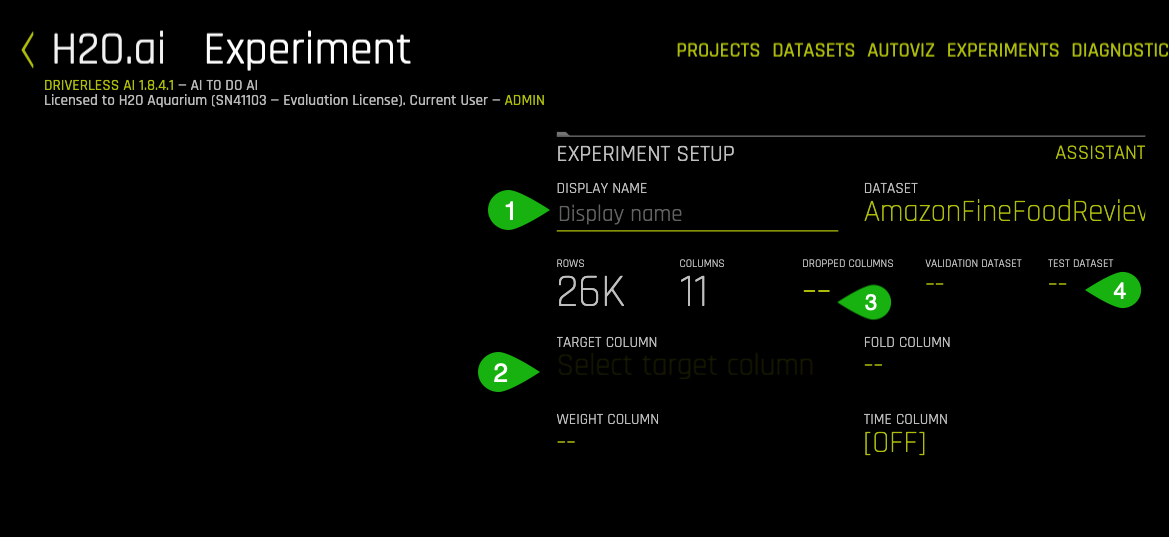 H2O.ai Experiment
PROJECTS DATASETS AUTOVIZ EXPERIMENTS DIAGNOSTIC
DRIVERLESS AI 1.8.4.1 — AI TO DO AI
Licensed to H2O Aquarium (SN41103 — Evaluation License). Current User — ADMIN
EXPERIMENT SETUP
ASSISTANT
DISPLAY NAME
DATASET
1
Display name
AmazonFineFoodReview
ROWS
COLUMNS
DROPPED COLUMNS
VALIDATION DATASET
TEST DATASET
26K
11
--
3
--
--
4
TARGET COLUMN
FOLD COLUMN
2
Select target column
--
WEIGHT COLUMN
TIME COLUMN
--
[OFF]